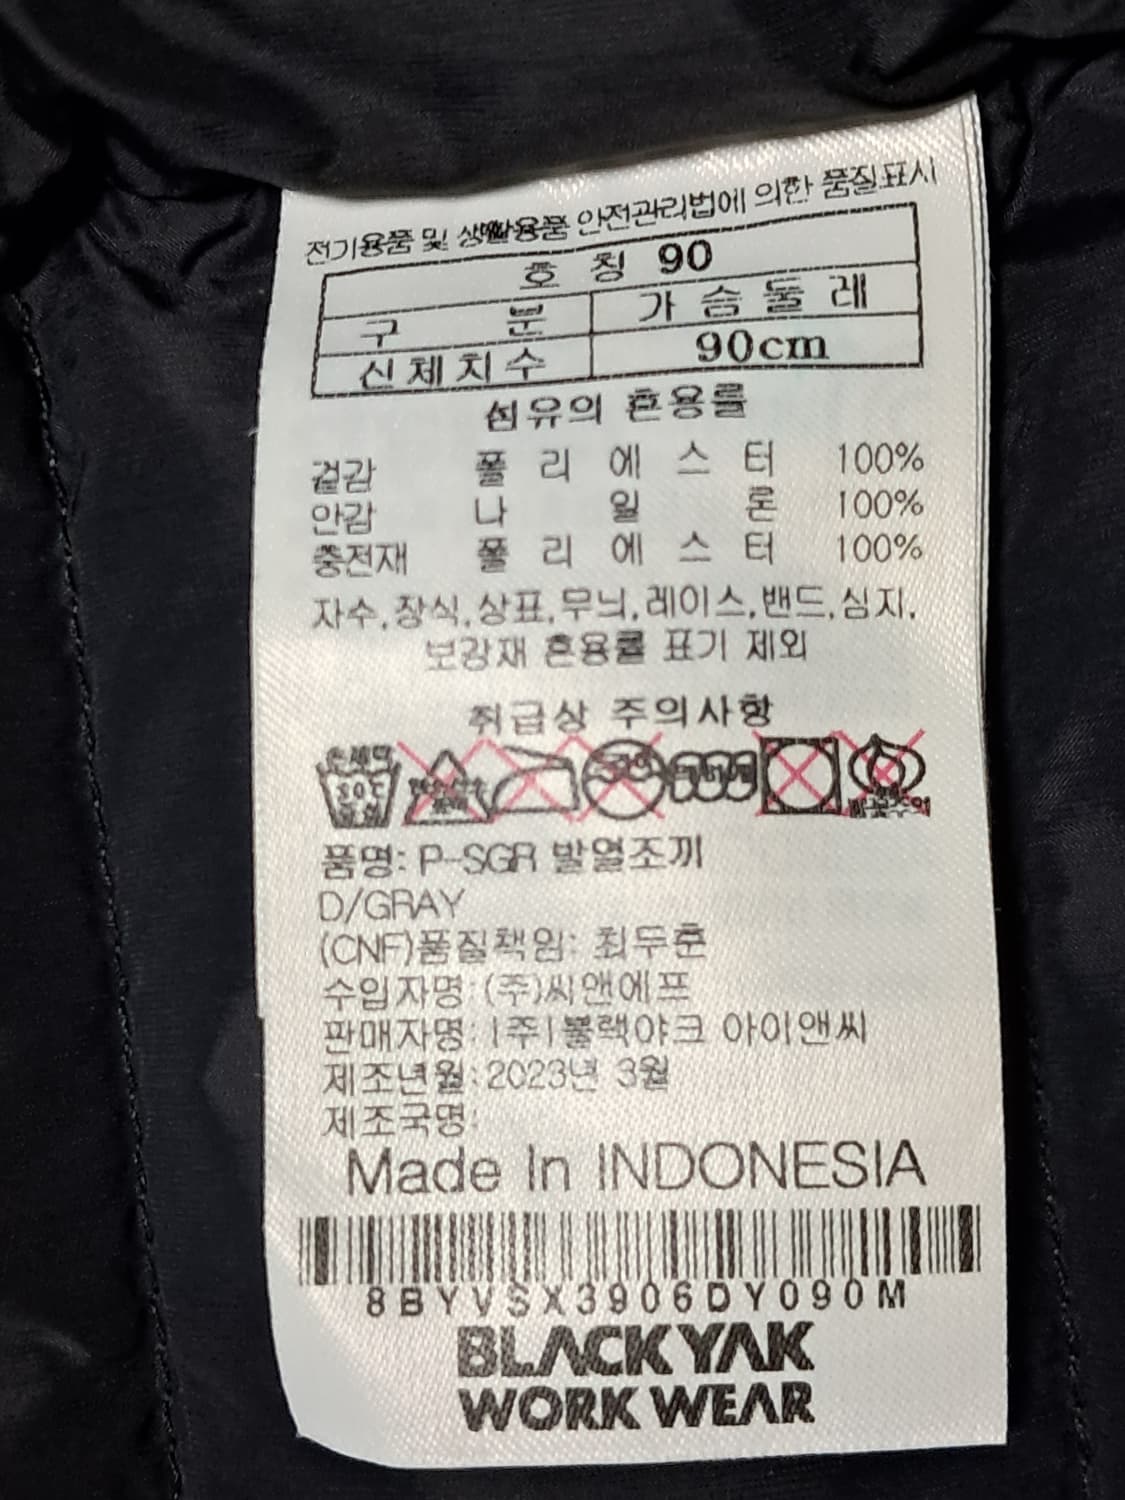 전기용품 및 생활용품 안전관리법에 의한 품질표시
호 칭 90
구 분 가 슴 둘 레
신 체 치 수 90cm
섬유의 혼용률
겉감 폴 리 에 스 터 100%
안감 나 일 론 100%
충전재 폴 리 에 스 터 100%
자수,장식,상표,무늬,레이스,밴드,심지,
보강재 혼용률 표기 제외
취급상 주의사항
손세탁
30℃
중성
품명: P-SGR 발열조끼
D/GRAY
(CNF)품질책임: 최두훈
수입자명:(주)씨앤에프
판매자명:(주)블랙야크 아이앤씨
제조년월:2023년 3월
제조국명:
Made In INDONESIA
8BYVSX3906DY090M
BLACKYAK
WORK WEAR